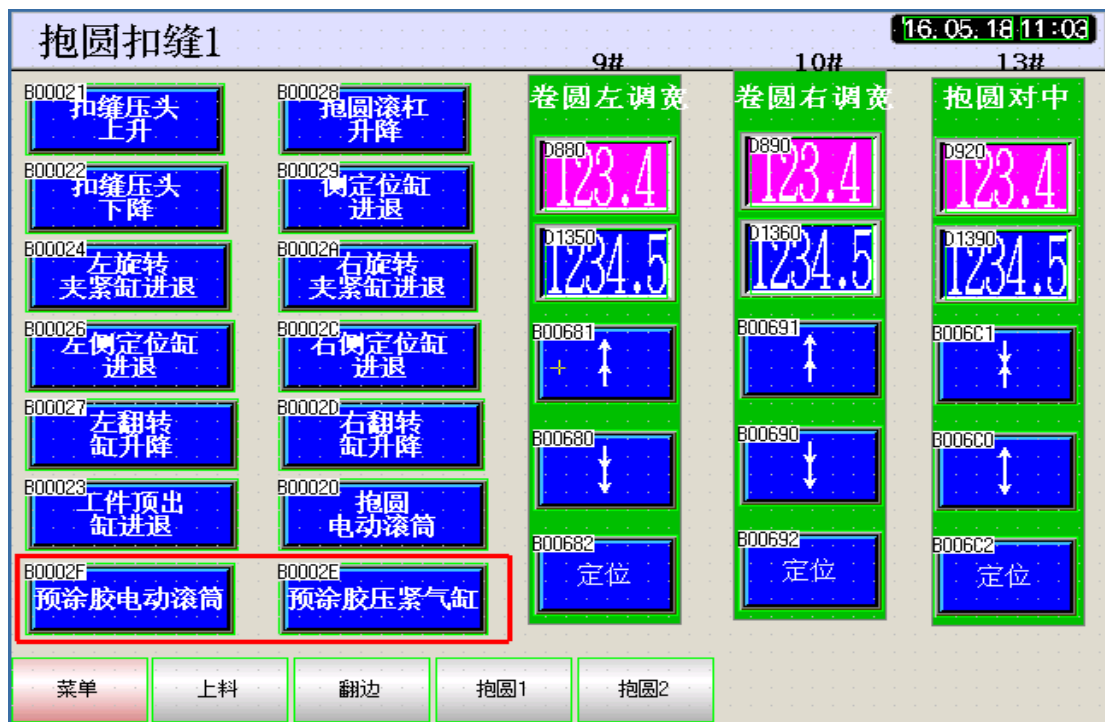 抱圆扣缝1
16.05.18 11:03
9#
10#
13#
B00021
扣缝压头
上升
B00028
抱圆滚杠
升降
B00022
扣缝压头
下降
B00029
侧定位缸
进退
B00024
左旋转
夹紧缸进退
B0002A
右旋转
夹紧缸进退
B00026
左侧定位缸
进退
B0002C
右侧定位缸
进退
B00027
左翻转
缸升降
B0002D
右翻转
缸升降
B00023
工件顶出
缸进退
B00020
抱圆
电动滚筒
B0002F
预涂胶电动滚筒
B0002E
预涂胶压紧气缸
卷圆左调宽
D880
123.4
D1350
1234.5
B00681
B00680
B00682
定位
卷圆右调宽
D890
123.4
D1360
1234.5
B00691
B00690
B00692
定位
抱圆对中
D920
123.4
D1390
1234.5
B006C1
B006C0
B006C2
定位
菜单
上料
翻边
抱圆1
抱圆2